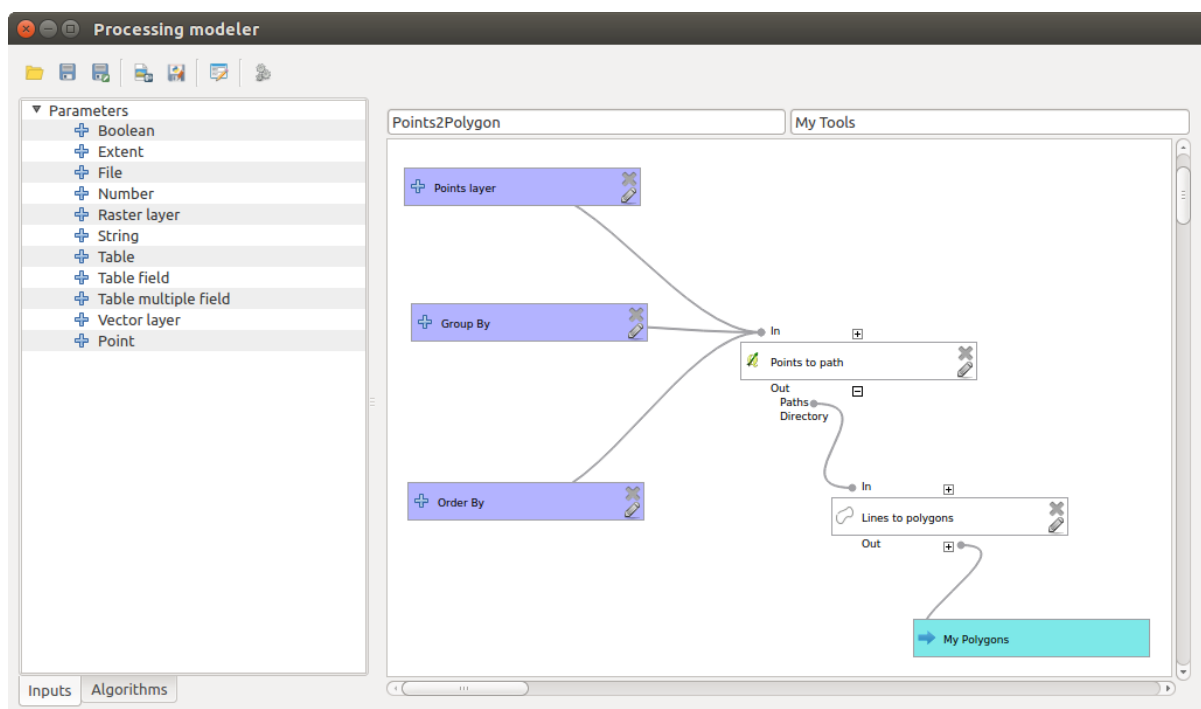 Processing modeler
Parameters
Boolean
Extent
File
Number
Raster layer
String
Table
Table field
Table multiple field
Vector layer
Point
Inputs
Algorithms
Points2Polygon
My Tools
Points layer
Group By
Order By
In
Points to path
Out
Paths
Directory
In
Lines to polygons
Out
My Polygons